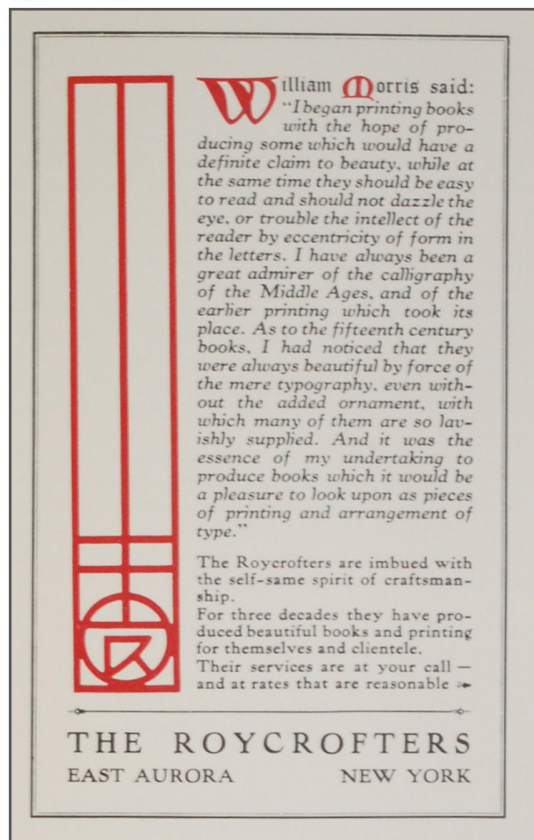 William Morris said:
"I began printing books
with the hope of pro-
ducing some which would have a
definite claim to beauty, while at
the same time they should be easy
to read and should not dazzle the
eye, or trouble the intellect of the
reader by eccentricity of form in
the letters. I have always been a
great admirer of the calligraphy
of the Middle Ages, and of the
earlier printing which took its
place. As to the fifteenth century
books, I had noticed that they
were always beautiful by force of
the mere typography, even with-
out the added ornament, with
which many of them are so lav-
ishly supplied. And it was the
essence of my undertaking to
produce books which it would be
a pleasure to look upon as pieces
of printing and arrangement of
type."
The Roycrofters are imbued with
the self-same spirit of craftsman-
ship.
For three decades they have pro-
duced beautiful books and printing
for themselves and clientele.
Their services are at your call —
and at rates that are reasonable
R
THE ROYCROFTERS
EAST AURORA NEW YORK